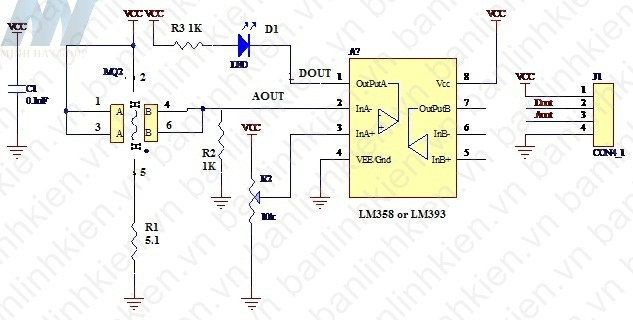 VCC
VCC VCC
R3 1K
D1
LED
VCC
A?
MQ2
2
C1
0.1uF
DOUT
AOUT
1 OutPutA Vcc 8
2 InA- OutPutB 7
3 InA+ InB- 6
4 VEE/Gnd InB+ 5
LM358 or LM393
1 A B 4
3 A B 6
5
R2
1K
VCC
R2
10k
R1
5.1
VCC
J1
1
Dout 2
Aout 3
4
CON4_1
banlinhkien.vn